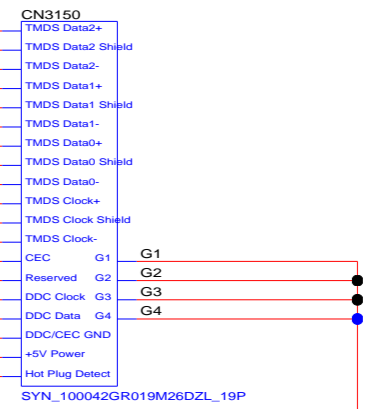 CN3150
TMDS Data2+
TMDS Data2 Shield
TMDS Data2-
TMDS Data1+
TMDS Data1 Shield
TMDS Data1-
TMDS Data0+
TMDS Data0 Shield
TMDS Data0-
TMDS Clock+
TMDS Clock Shield
TMDS Clock-
CEC G1 G1
Reserved G2 G2
DDC Clock G3 G3
DDC Data G4 G4
DDC/CEC GND
+5V Power
Hot Plug Detect
SYN_100042GR019M26DZL_19P